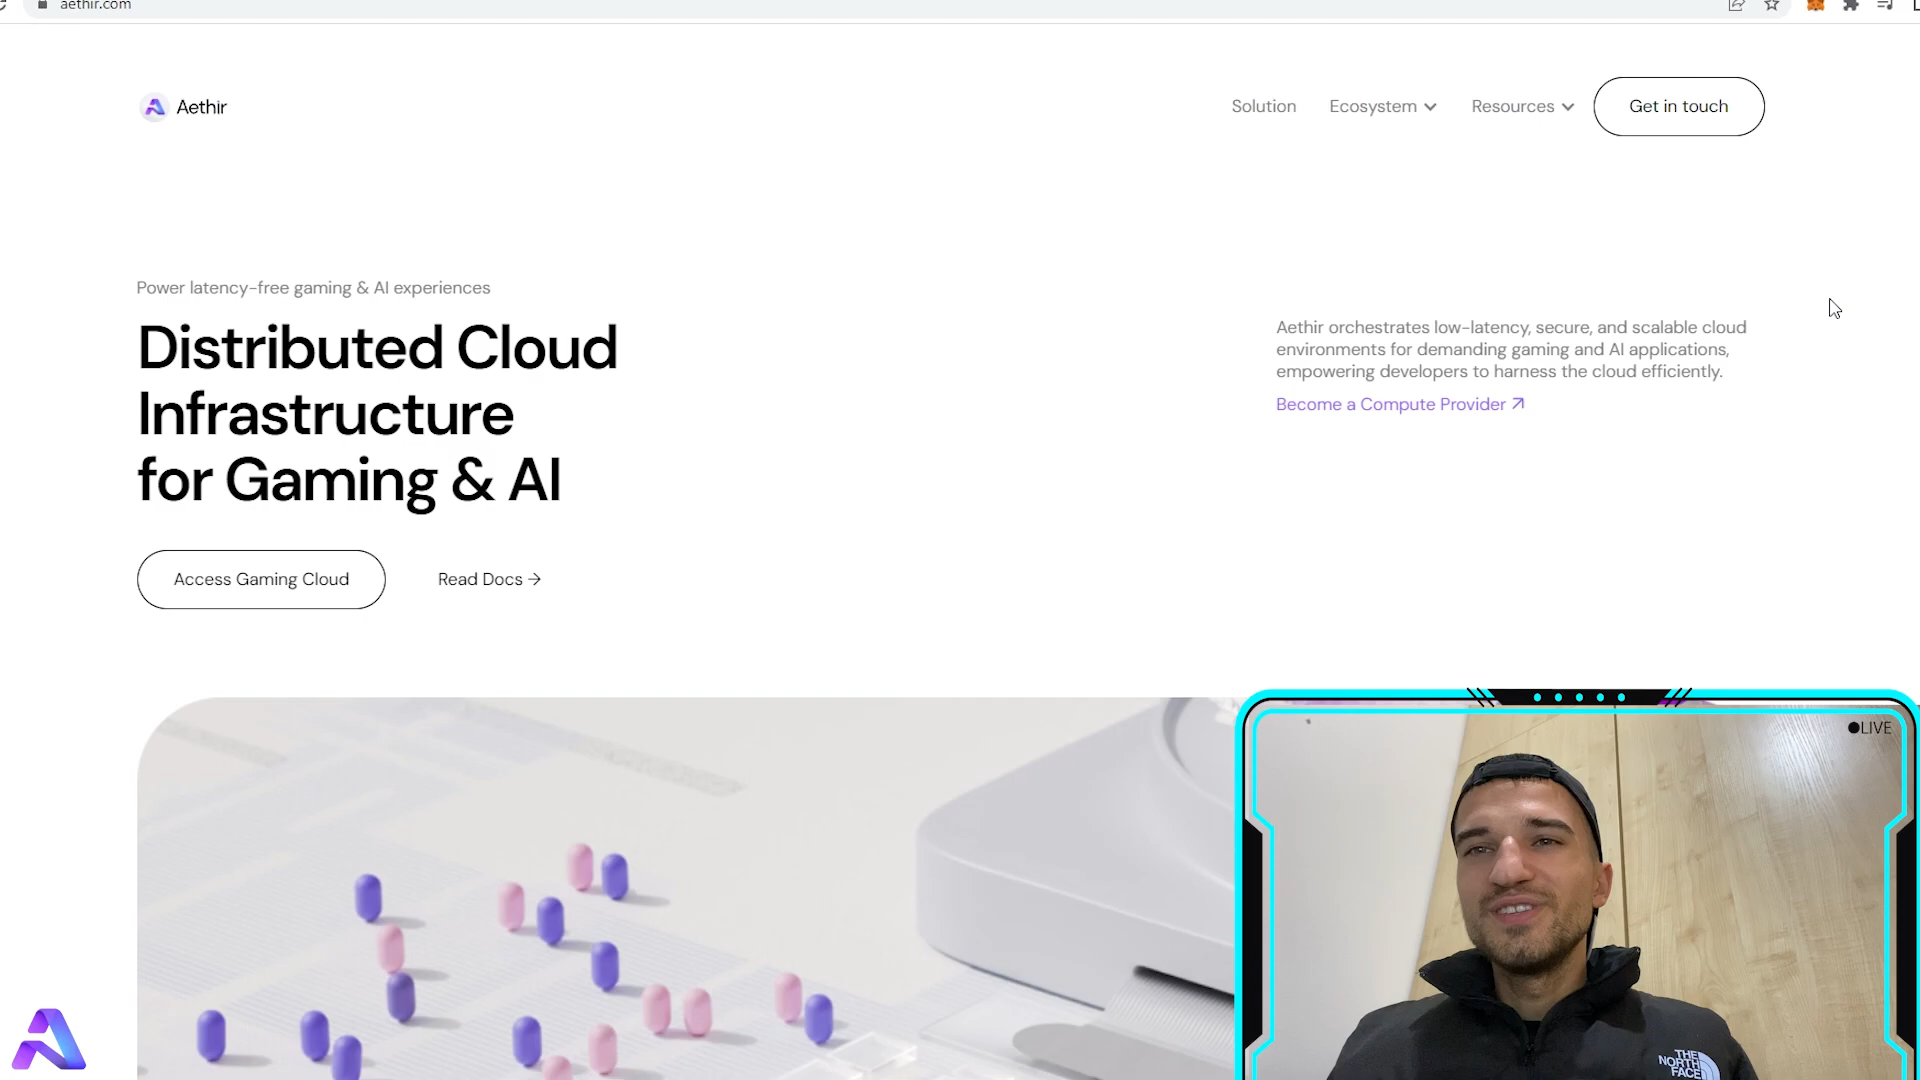 aethir.com
Aethir
Solution
Ecosystem
Resources
Get in touch
Power latency-free gaming & AI experiences
Distributed Cloud
Infrastructure
for Gaming & AI
Aethir orchestrates low-latency, secure, and scalable cloud
environments for demanding gaming and AI applications,
empowering developers to harness the cloud efficiently.
Become a Compute Provider ↗
Access Gaming Cloud
Read Docs →
LIVE
THE
NORTH
FACE